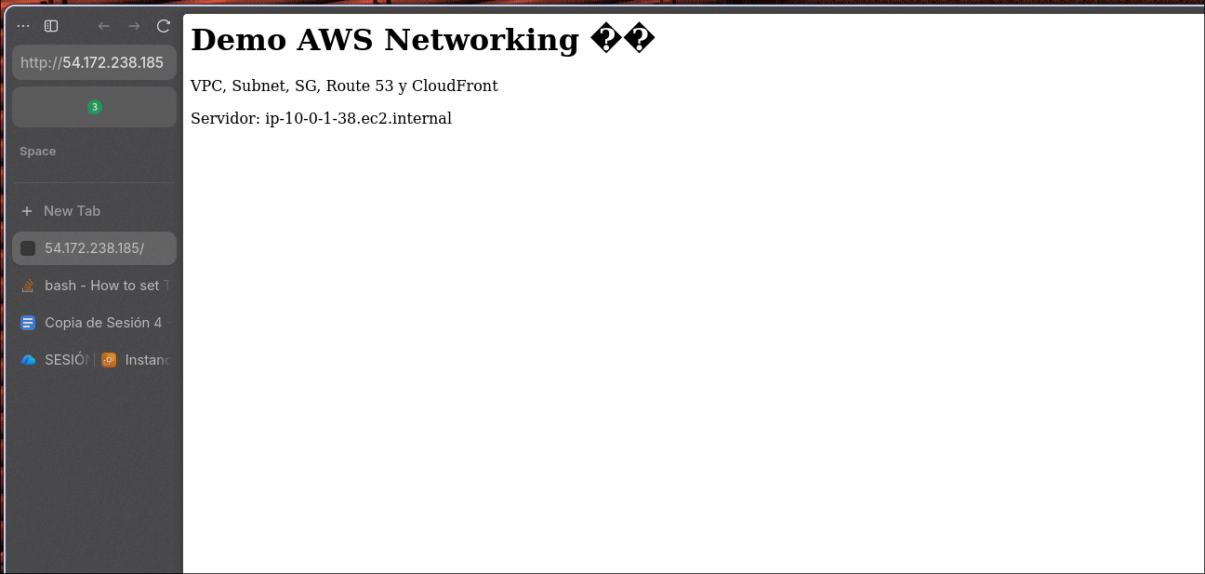 http://54.172.238.185
3
Space
New Tab
54.172.238.185/
bash - How to set T
Copia de Sesión 4 -
SESIÓN Instanc
Demo AWS Networking ��
VPC, Subnet, SG, Route 53 y CloudFront
Servidor: ip-10-0-1-38.ec2.internal